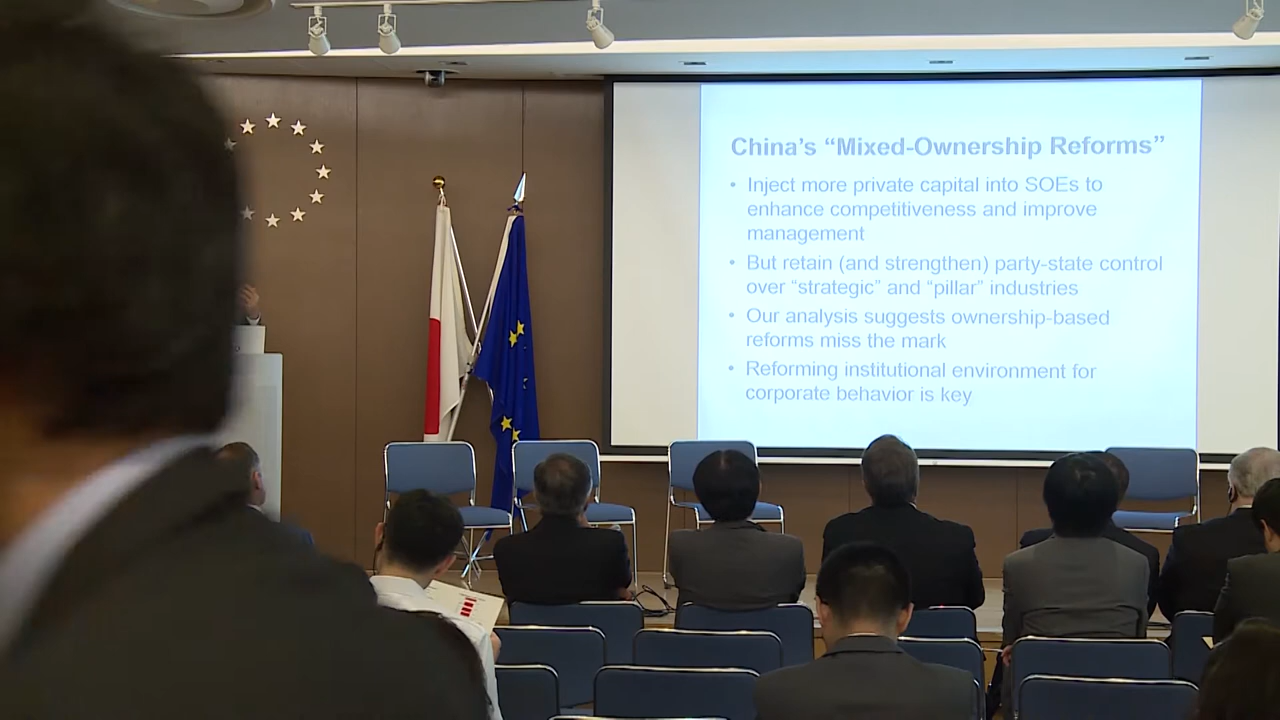 China's “Mixed-Ownership Reforms”
• Inject more private capital into SOEs to
enhance competitiveness and improve
management
• But retain (and strengthen) party-state control
over “strategic” and “pillar” industries
• Our analysis suggests ownership-based
reforms miss the mark
• Reforming institutional environment for
corporate behavior is key